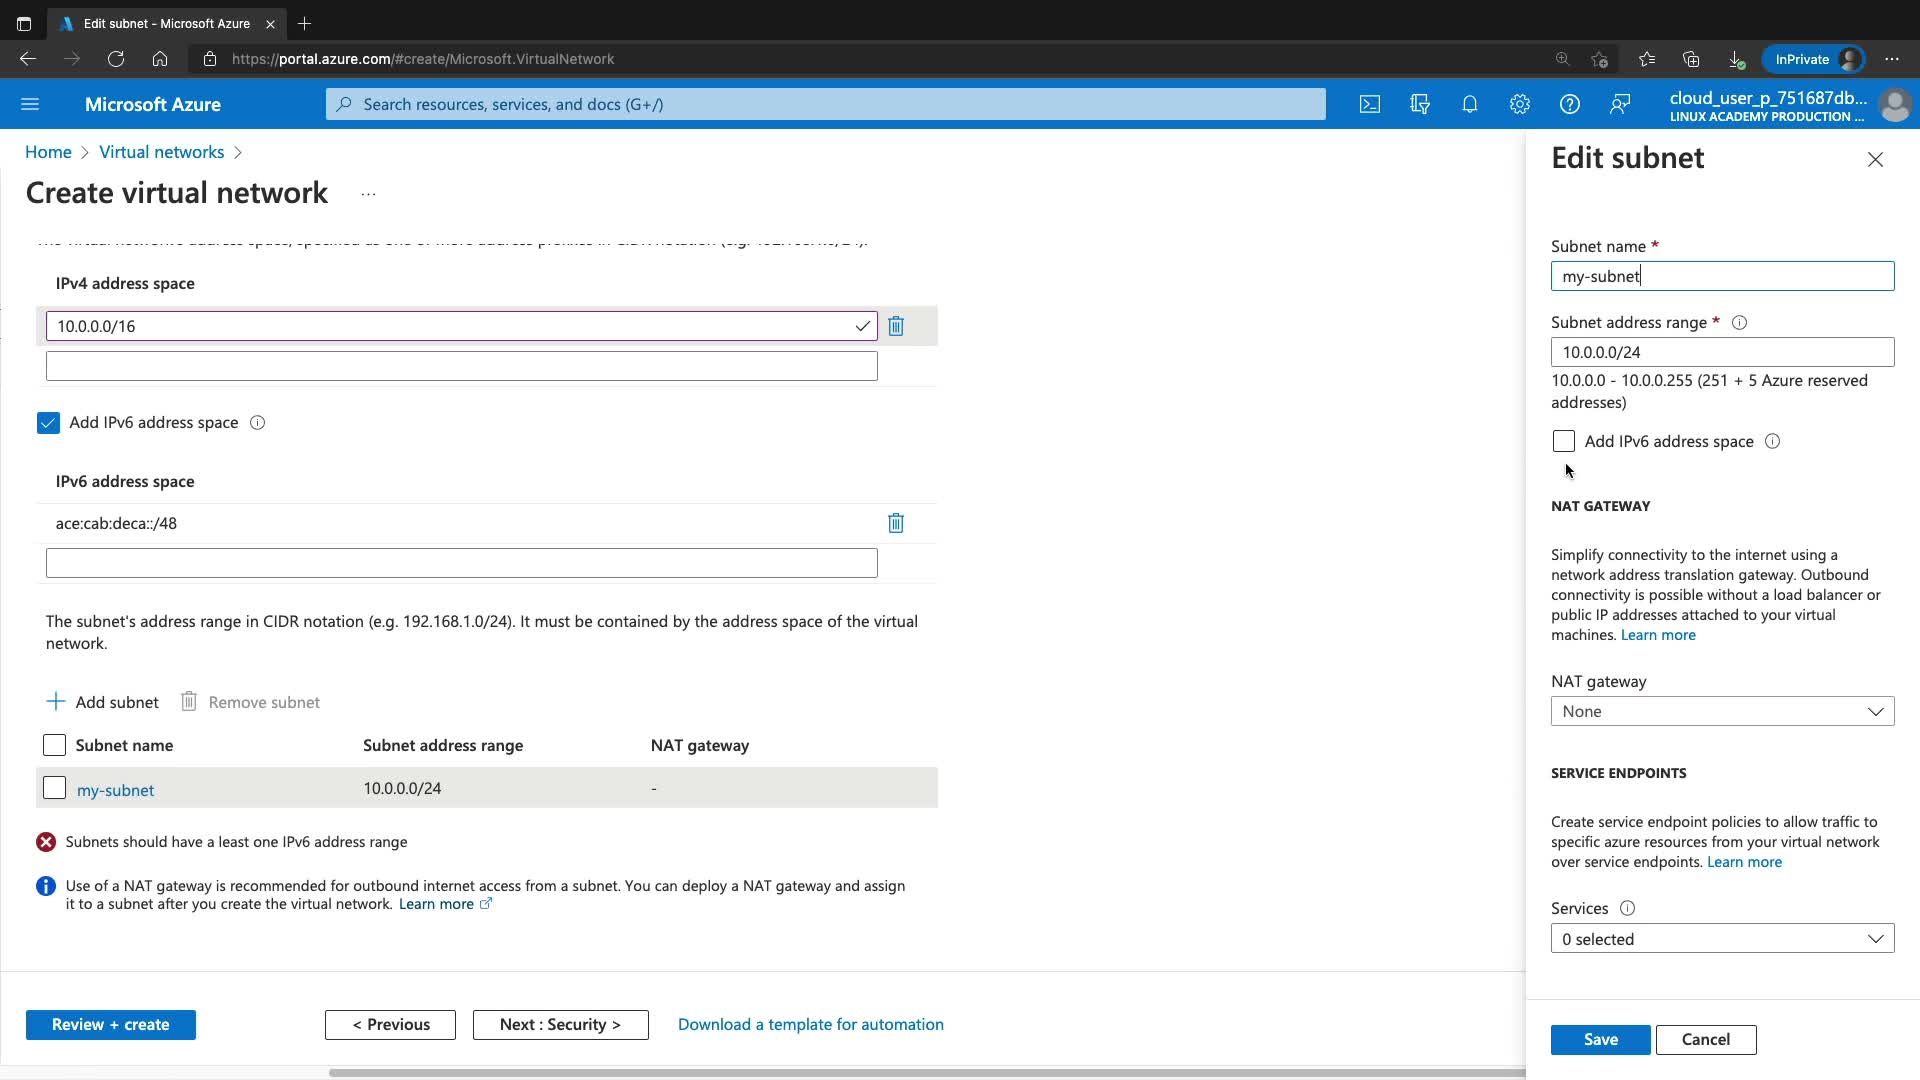 Edit subnet - Microsoft Azure
https://portal.azure.com/#create/Microsoft.VirtualNetwork
InPrivate
Microsoft Azure
Search resources, services, and docs (G+/)
cloud_user_p_751687db...
LINUX ACADEMY PRODUCTION ...
Home > Virtual networks >
Create virtual network ...
IPv4 address space
10.0.0.0/16
Add IPv6 address space
IPv6 address space
ace:cab:deca::/48
The subnet's address range in CIDR notation (e.g. 192.168.1.0/24). It must be contained by the address space of the virtual
network.
Add subnet
Remove subnet
Subnet name Subnet address range NAT gateway
my-subnet 10.0.0.0/24 -
Subnets should have a least one IPv6 address range
Use of a NAT gateway is recommended for outbound internet access from a subnet. You can deploy a NAT gateway and assign
it to a subnet after you create the virtual network. Learn more
Review + create
< Previous
Next : Security >
Download a template for automation
Edit subnet
Subnet name *
my-subnet
Subnet address range *
10.0.0.0/24
10.0.0.0 - 10.0.0.255 (251 + 5 Azure reserved
addresses)
Add IPv6 address space
NAT GATEWAY
Simplify connectivity to the internet using a
network address translation gateway. Outbound
connectivity is possible without a load balancer or
public IP addresses attached to your virtual
machines. Learn more
NAT gateway
None
SERVICE ENDPOINTS
Create service endpoint policies to allow traffic to
specific azure resources from your virtual network
over service endpoints. Learn more
Services
0 selected
Save
Cancel